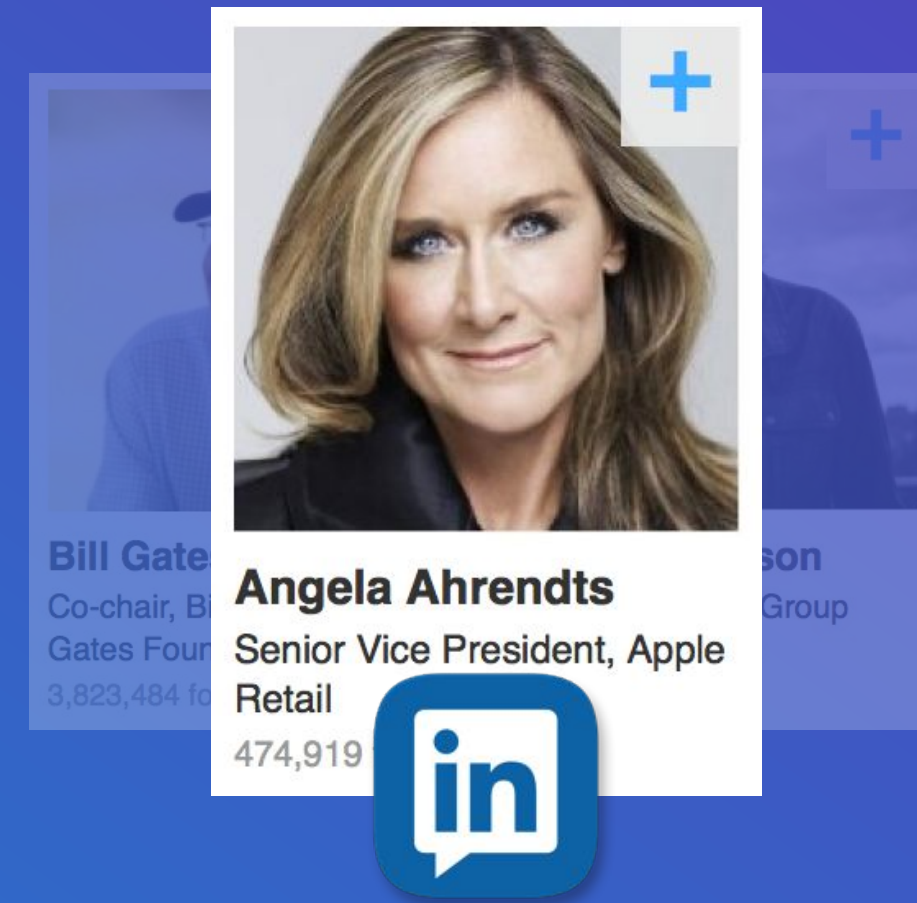 Bill Gate
Co-chair, Bi
Gates Foun
3,823,484 fo
Angela Ahrendts
Senior Vice President, Apple
Retail
474,919
in
son
Group